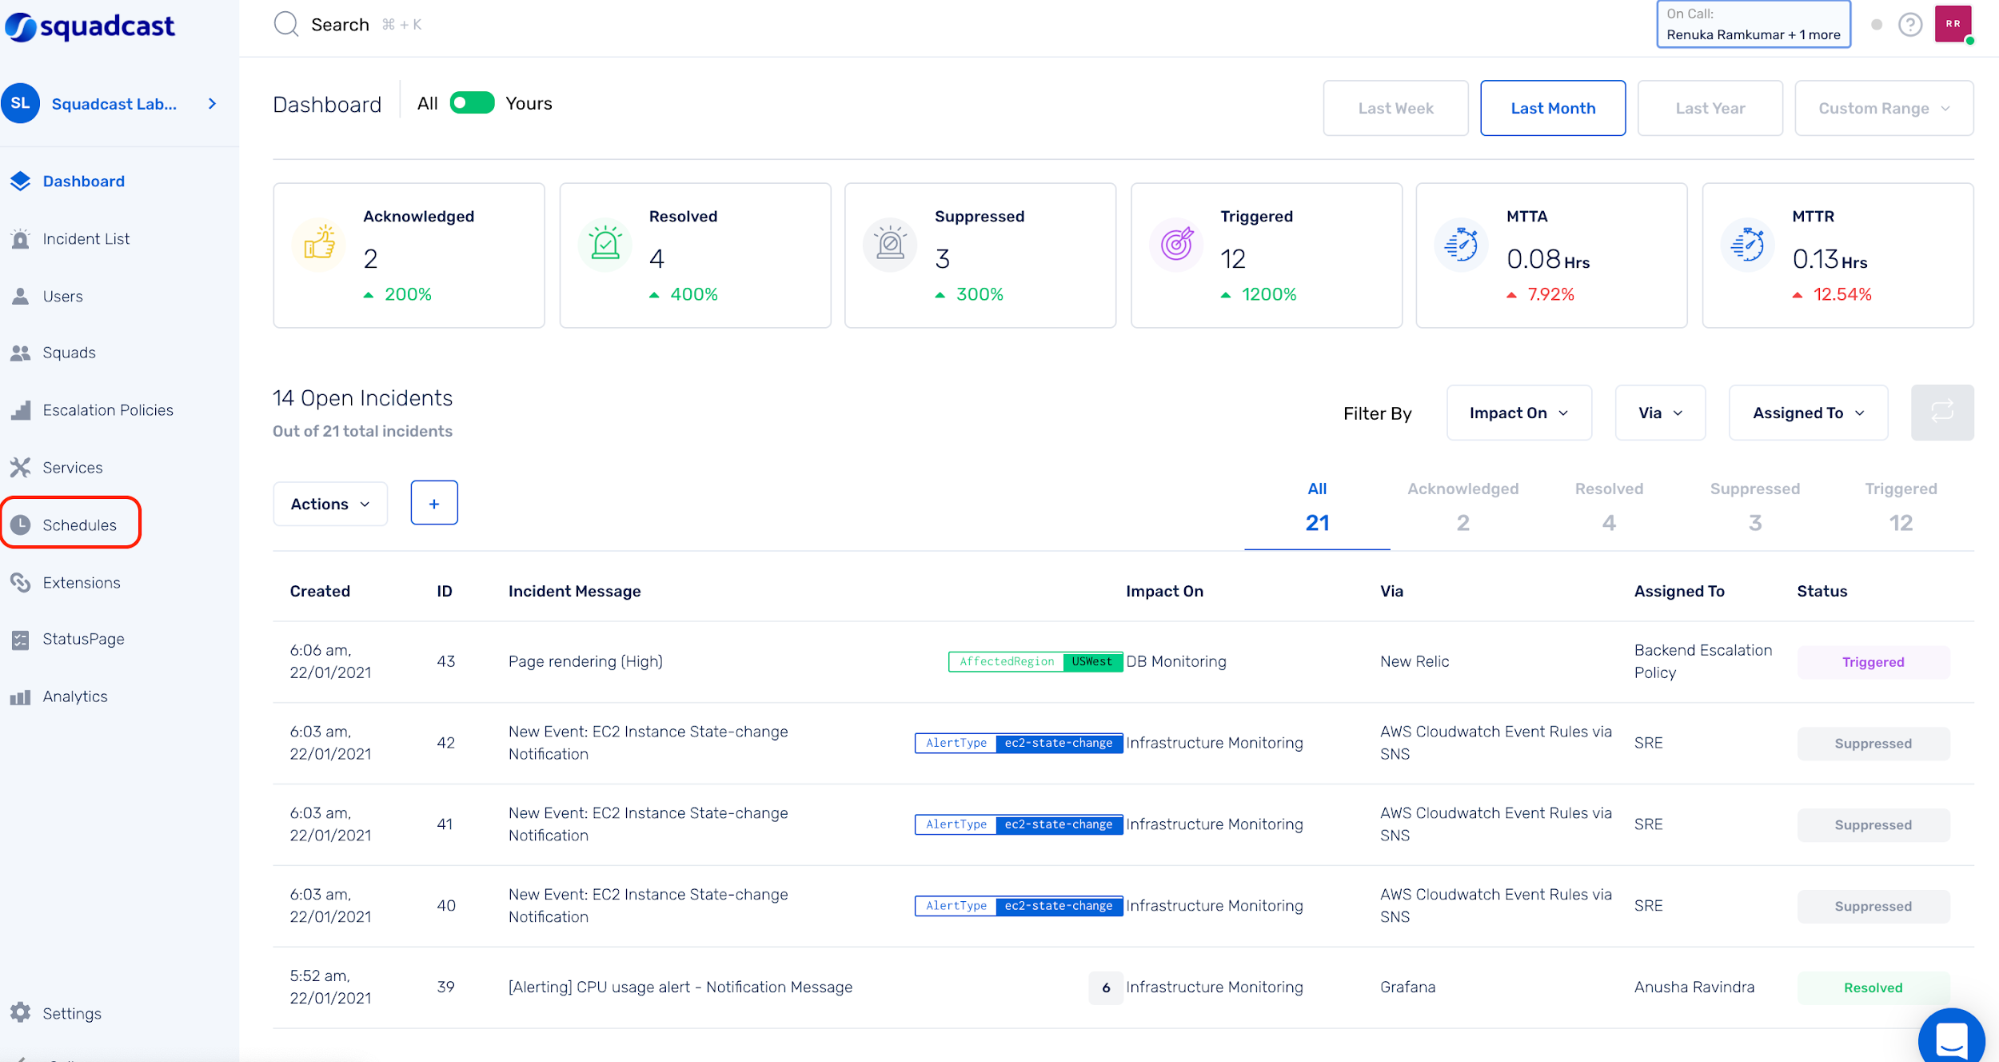 squadcast
Search ⌘ + K
On Call:
Renuka Ramkumar + 1 more
RR
SL Squadcast Lab...
Dashboard
Incident List
Users
Squads
Escalation Policies
Services
Schedules
Extensions
StatusPage
Analytics
Settings
Dashboard All Yours
Last Week Last Month Last Year Custom Range
Acknowledged
2
200%
Resolved
4
400%
Suppressed
3
300%
Triggered
12
1200%
MTTA
0.08 Hrs
7.92%
MTTR
0.13 Hrs
12.54%
14 Open Incidents
Out of 21 total incidents
Filter By Impact On Via Assigned To
Actions +
All Acknowledged Resolved Suppressed Triggered
21 2 4 3 12
Created ID Incident Message Impact On Via Assigned To Status
6:06 am,
22/01/2021
43
Page rendering (High)
AffectedRegion USWest
DB Monitoring
New Relic
Backend Escalation
Policy
Triggered
6:03 am,
22/01/2021
42
New Event: EC2 Instance State-change
Notification
AlertType ec2-state-change
Infrastructure Monitoring
AWS Cloudwatch Event Rules via
SNS
SRE
Suppressed
6:03 am,
22/01/2021
41
New Event: EC2 Instance State-change
Notification
AlertType ec2-state-change
Infrastructure Monitoring
AWS Cloudwatch Event Rules via
SNS
SRE
Suppressed
6:03 am,
22/01/2021
40
New Event: EC2 Instance State-change
Notification
AlertType ec2-state-change
Infrastructure Monitoring
AWS Cloudwatch Event Rules via
SNS
SRE
Suppressed
5:52 am,
22/01/2021
39
[Alerting] CPU usage alert - Notification Message
6
Infrastructure Monitoring
Grafana
Anusha Ravindra
Resolved